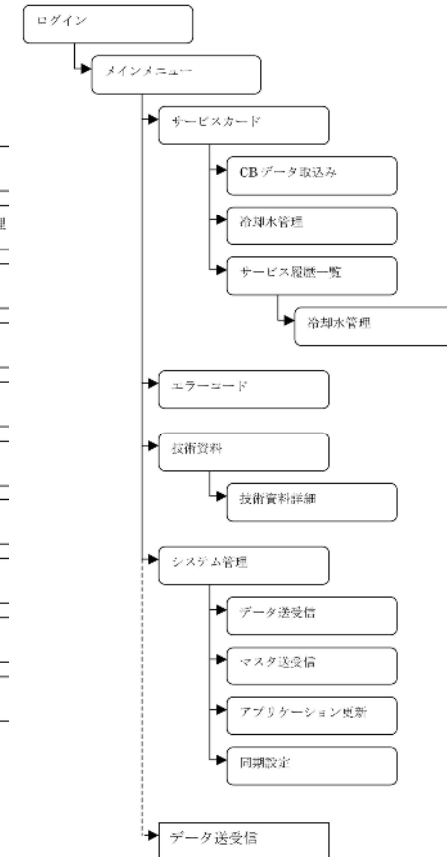 ログイン
メインメニュー
サービスカード
CBデータ取込み
理
冷却水管理
サービス履歴一覧
冷却水管理
エラーコード
技術資料
技術資料詳細
システム管理
データ送受信
マスタ送受信
アプリケーション更新
同期設定
データ送受信